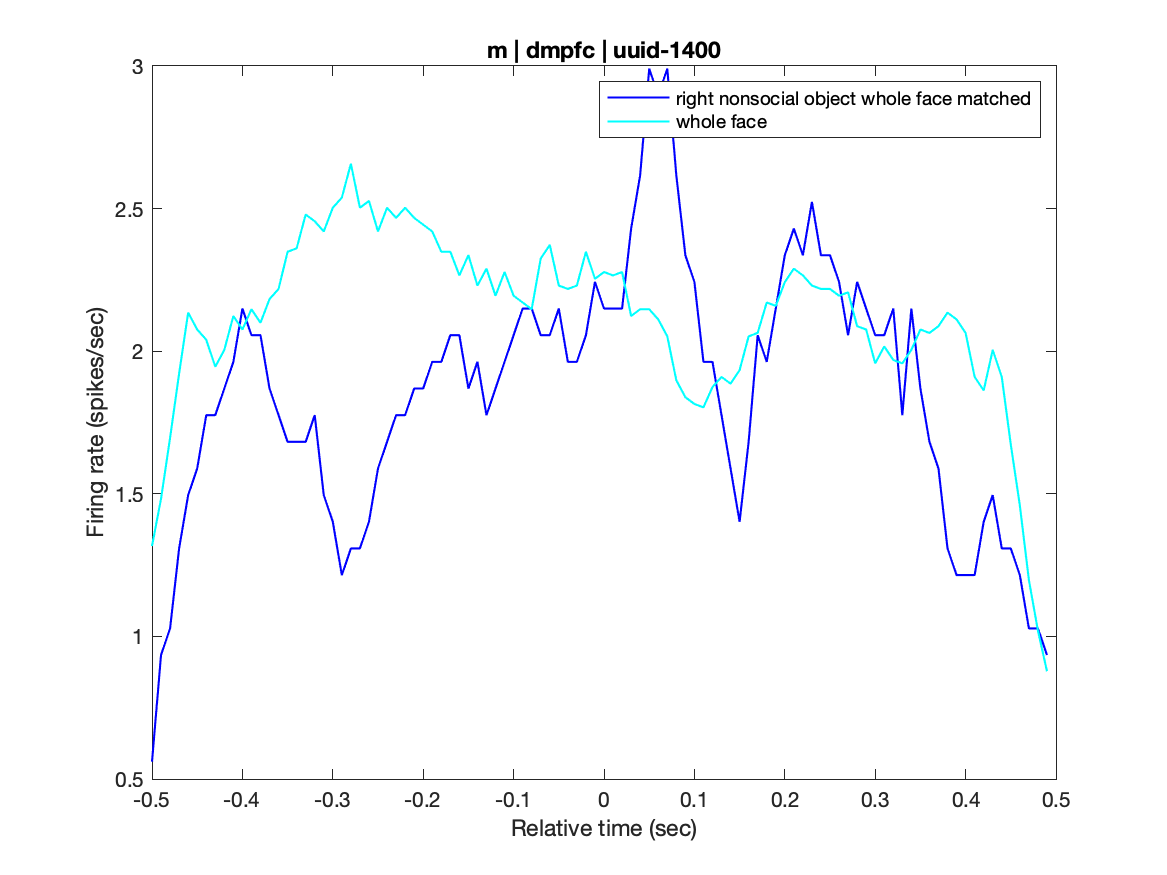 m | dmpfc | uuid-1400
right nonsocial object whole face matched
whole face
Firing rate (spikes/sec)
3
2.5
2
1.5
1
0.5
-0.5 -0.4 -0.3 -0.2 -0.1 0 0.1 0.2 0.3 0.4 0.5
Relative time (sec)